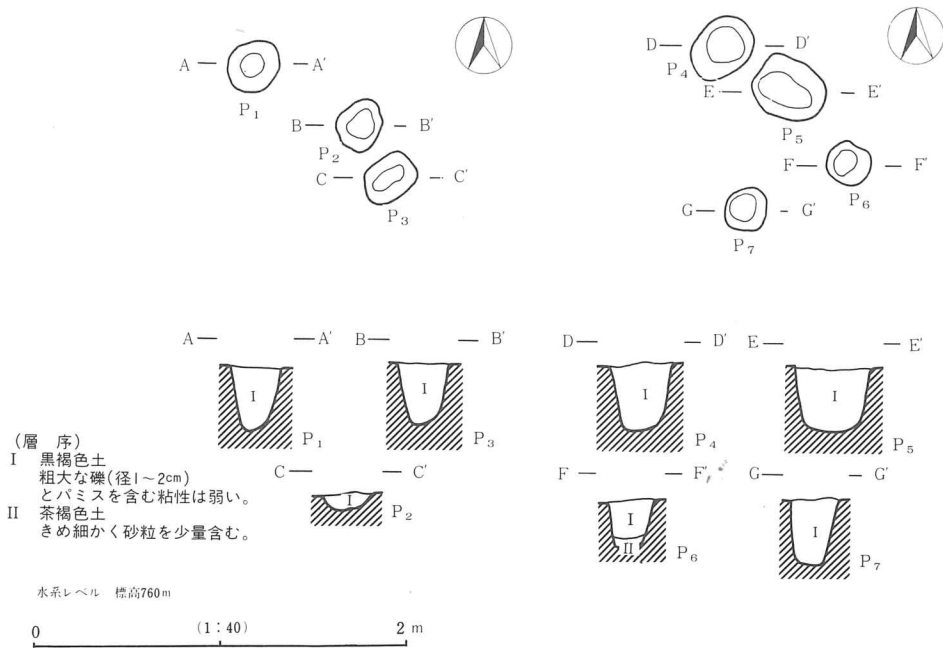 A A'
P1
B B'
P2
C C'
P3
D D'
P4
E E'
P5
F F'
P6
G G'
P7
A A' B B'
I I
P1 P3
C C'
I
P2
D D' E E'
I I
P4 P5
F F' G G'
I I
II
P6 P7
(層 序)
I 黒褐色土
粗大な礫(径1~2cm)
とパミスを含む粘性は弱い。
II 茶褐色土
きめ細かく砂粒を少量含む。
水系レベル 標高760m
0 (1:40) 2 m